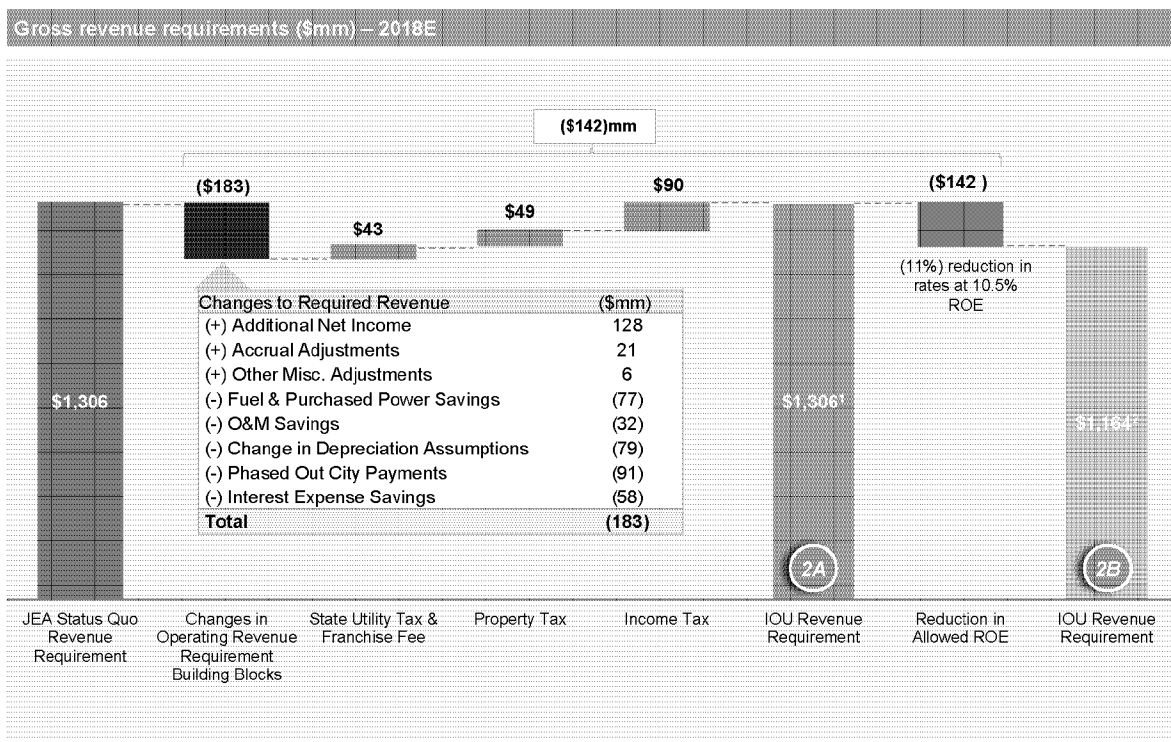 Gross revenue requirements ($mm) – 2018E
($142)mm
($183)
$43
$49
$90
($142 )
(11%) reduction in
rates at 10.5%
ROE
Changes to Required Revenue ($mm)
(+) Additional Net Income 128
(+) Accrual Adjustments 21
(+) Other Misc. Adjustments 6
(-) Fuel & Purchased Power Savings (77)
(-) O&M Savings (32)
(-) Change in Depreciation Assumptions (79)
(-) Phased Out City Payments (91)
(-) Interest Expense Savings (58)
Total (183)
$1,306
$1,306¹
$1,164²
2A
2B
JEA Status Quo
Revenue
Requirement
Changes in
Operating Revenue
Requirement
Building Blocks
State Utility Tax &
Franchise Fee
Property Tax
Income Tax
IOU Revenue
Requirement
Reduction in
Allowed ROE
IOU Revenue
Requirement